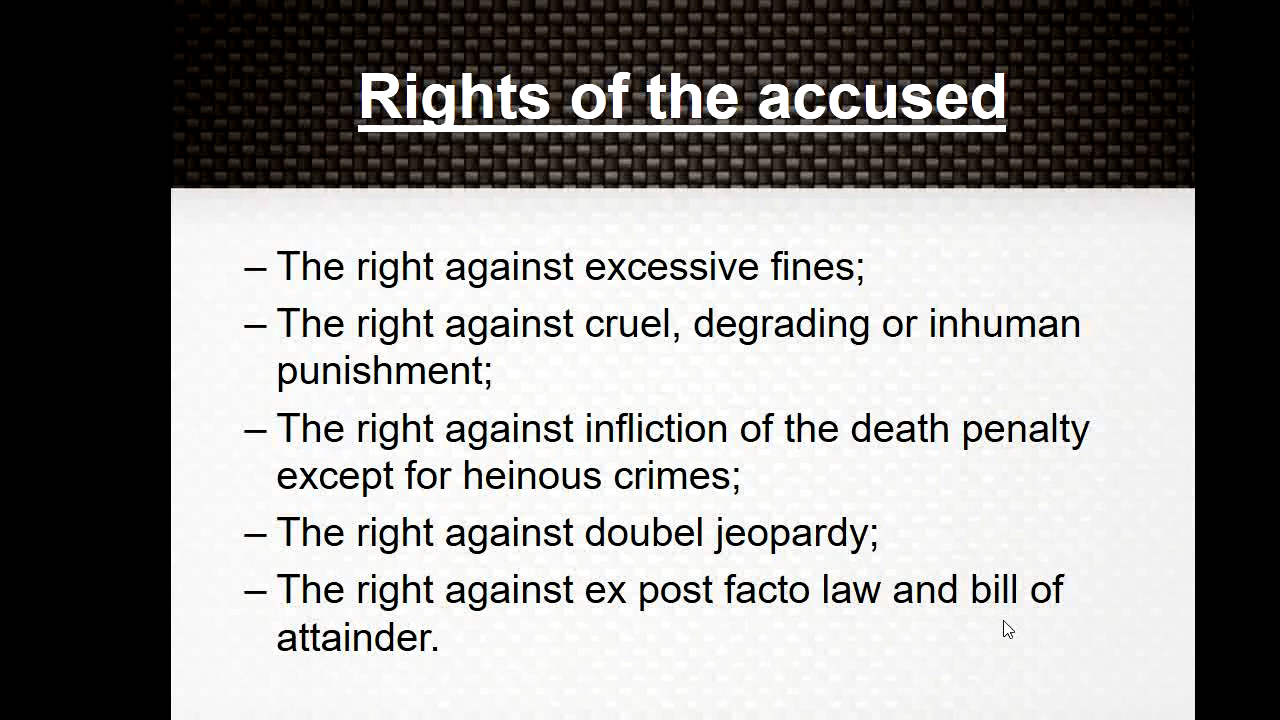 Rights of the accused
– The right against excessive fines;
– The right against cruel, degrading or inhuman
punishment;
– The right against infliction of the death penalty
except for heinous crimes;
– The right against doubel jeopardy;
– The right against ex post facto law and bill of
attainder.